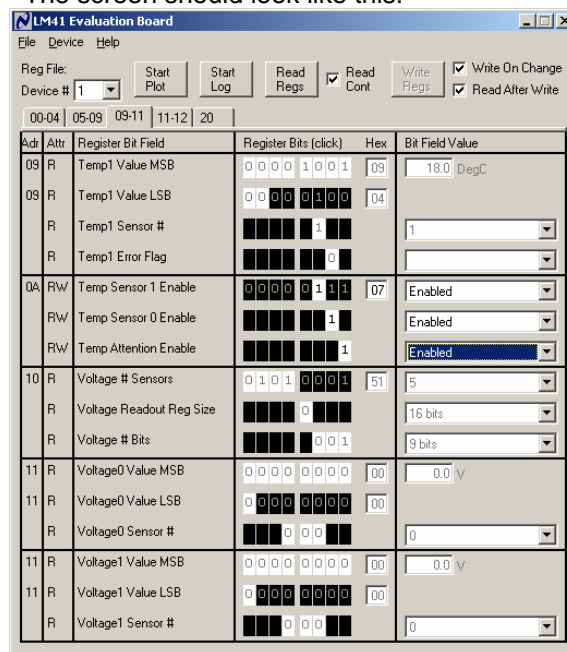 The screen should look like this:
LM41 Evaluation Board
File Device Help
Reg File:
Device # 1
Start Plot
Start Log
Read Regs
Read Cont
Write Regs
Write On Change
Read After Write
00-04 05-09 09-11 11-12 20
Adr Attr Register Bit Field Register Bits (click) Hex Bit Field Value
09 R Temp1 Value MSB 0 0 0 0 1 0 0 1 09 18.0 DegC
09 R Temp1 Value LSB 0 0 0 0 0 1 0 0 04
R Temp1 Sensor # 1 1
R Temp1 Error Flag 0
0A RW Temp Sensor 1 Enable 0 0 0 0 0 1 1 1 07 Enabled
RW Temp Sensor 0 Enable 1 Enabled
RW Temp Attention Enable 1 Enabled
10 R Voltage # Sensors 0 1 0 1 0 0 0 1 51 5
R Voltage Readout Reg Size 0 16 bits
R Voltage # Bits 0 0 1 9 bits
11 R Voltage0 Value MSB 0 0 0 0 0 0 0 0 00 0.0 V
11 R Voltage0 Value LSB 0 0 0 0 0 0 0 0 00
R Voltage0 Sensor # 0 0 0 0
11 R Voltage1 Value MSB 0 0 0 0 0 0 0 0 00 0.0 V
11 R Voltage1 Value LSB 0 0 0 0 0 0 0 0 00
R Voltage1 Sensor # 0 0 0 0